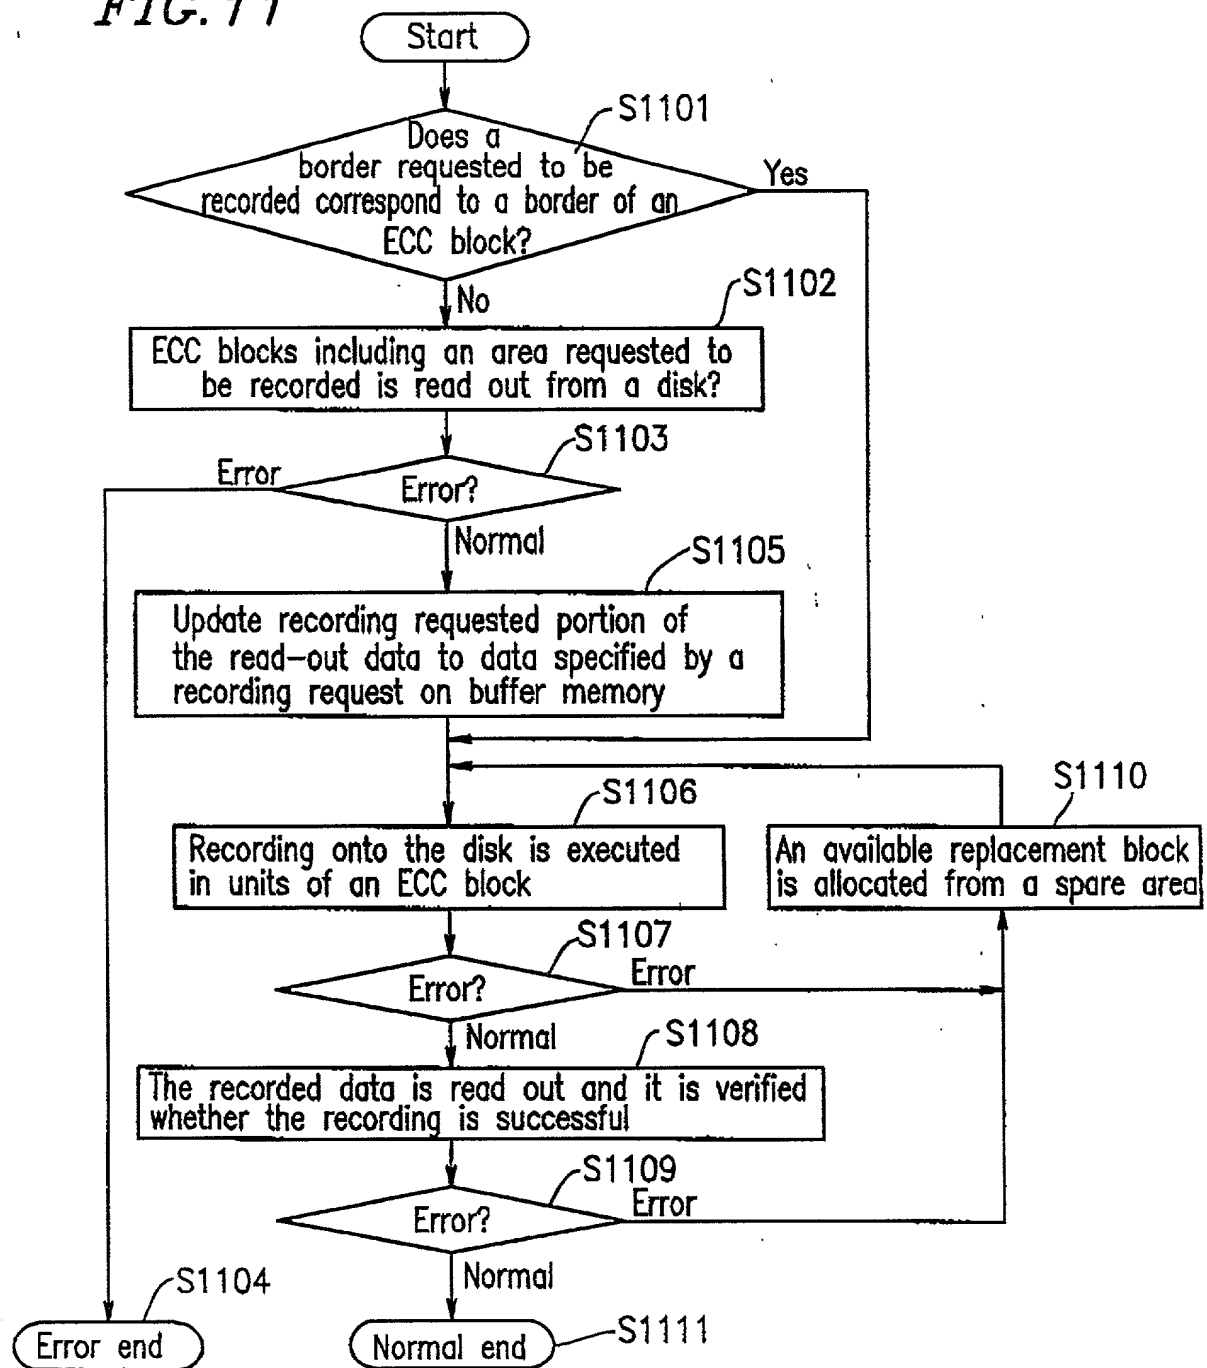 FIG. 11
Start
S1101
Does a
border requested to be
recorded correspond to a border of an
ECC block?
Yes
No
S1102
ECC blocks including an area requested to
be recorded is read out from a disk?
S1103
Error
Error?
Normal
S1105
Update recording requested portion of
the read-out data to data specified by a
recording request on buffer memory
S1106
S1110
Recording onto the disk is executed
in units of an ECC block
An available replacement block
is allocated from a spare area
S1107
Error?
Error
Normal
S1108
The recorded data is read out and it is verified
whether the recording is successful
S1109
Error?
Error
Normal
S1104
Error end
Normal end
S1111